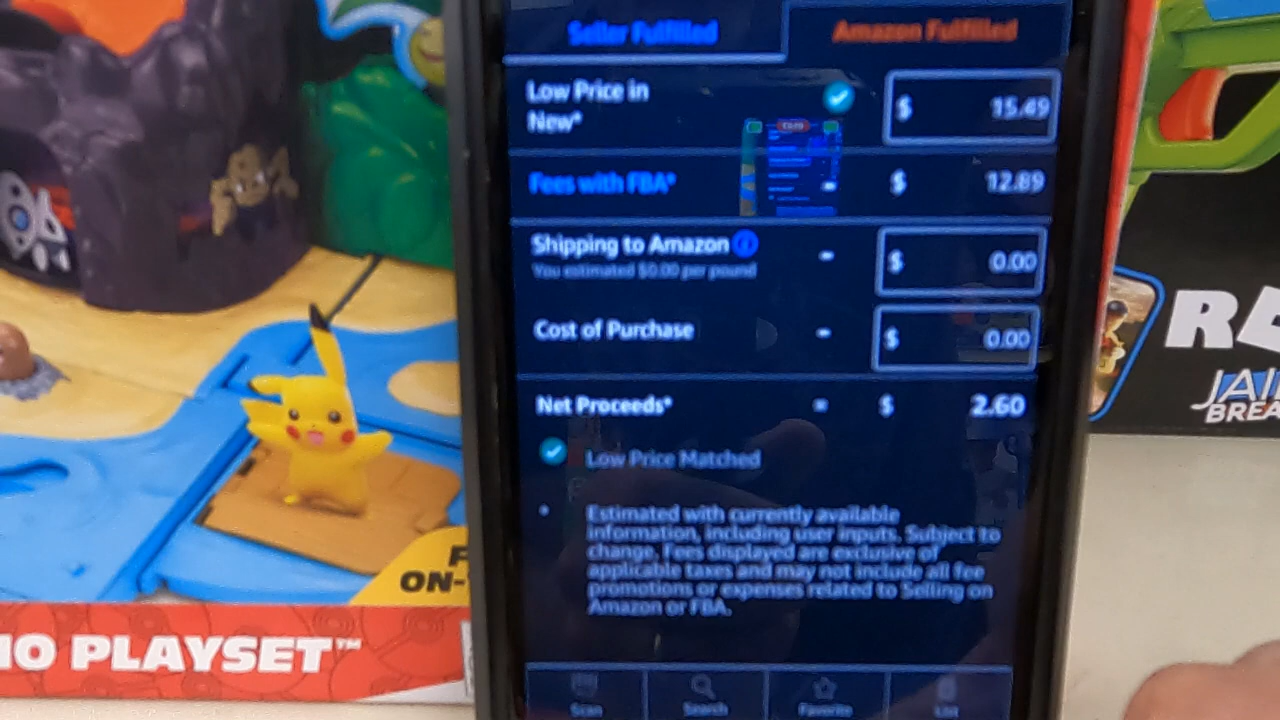 Seller Fulfilled
Amazon Fulfilled
Low Price in
New*
$ 15.49
Fees with FBA* - $ 12.89
Shipping to Amazon - $ 0.00
You estimated $0.00 per pound
Cost of Purchase - $ 0.00
Net Proceeds* = $ 2.60
Low Price Matched
* Estimated with currently available
information, including user inputs. Subject to
change. Fees displayed are exclusive of
applicable taxes and may not include all fee
promotions or expenses related to Selling on
Amazon or FBA.
Scan
Search
Favorite
List
ON-
IO PLAYSET™
R
JAI
BREA